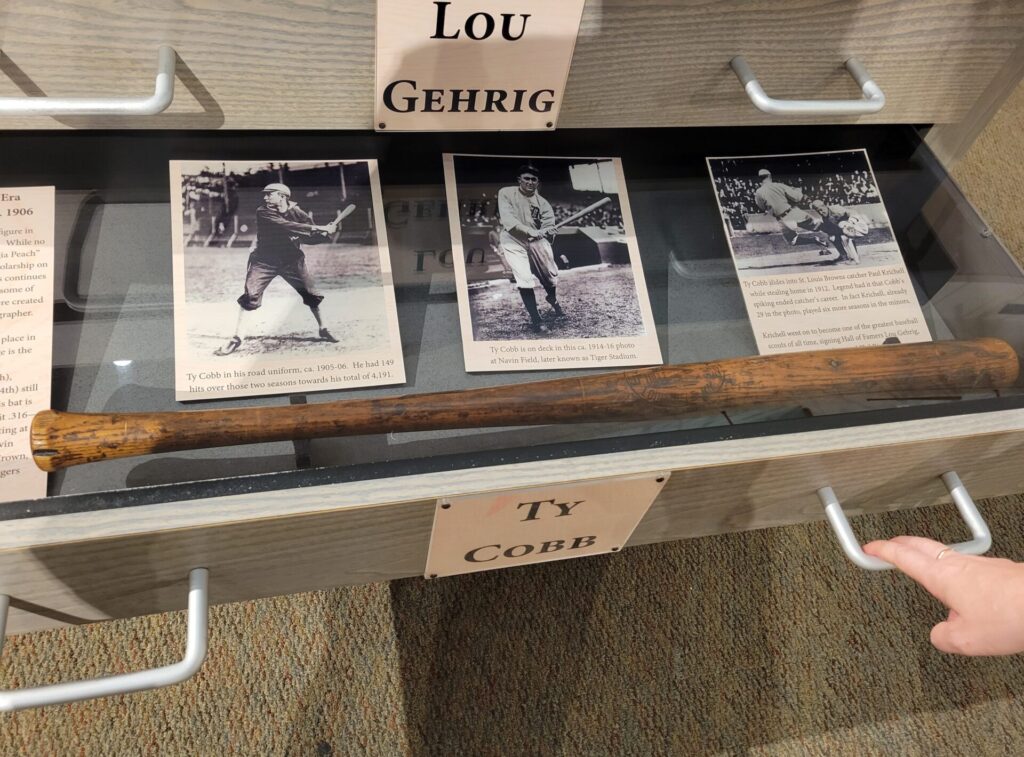 LOU
GEHRIG
Era
1906
figure in
While no
ia Peach"
olarship on
continues
some of
re created
grapher.
place in
e is the
h),
4th) still
s bat is
it .316
ting at
vin
rown,
gers
Ty Cobb in his road uniform, ca. 1905-06. He had 149
hits over those two seasons towards his total of 4,191.
Ty Cobb is on deck in this ca. 1914-16 photo
at Navin Field, later known as Tiger Stadium.
Ty Cobb slides into St. Louis Browns catcher Paul Krichell
while stealing home in 1912. Legend had it that Cobb's
spiking ended catcher's career. In fact Krichell, already
29 in the photo, played six more seasons in the minors.
Krichell went on to become one of the greatest baseball
scouts of all time, signing Hall of Famers Lou Gehrig,
TY
COBB